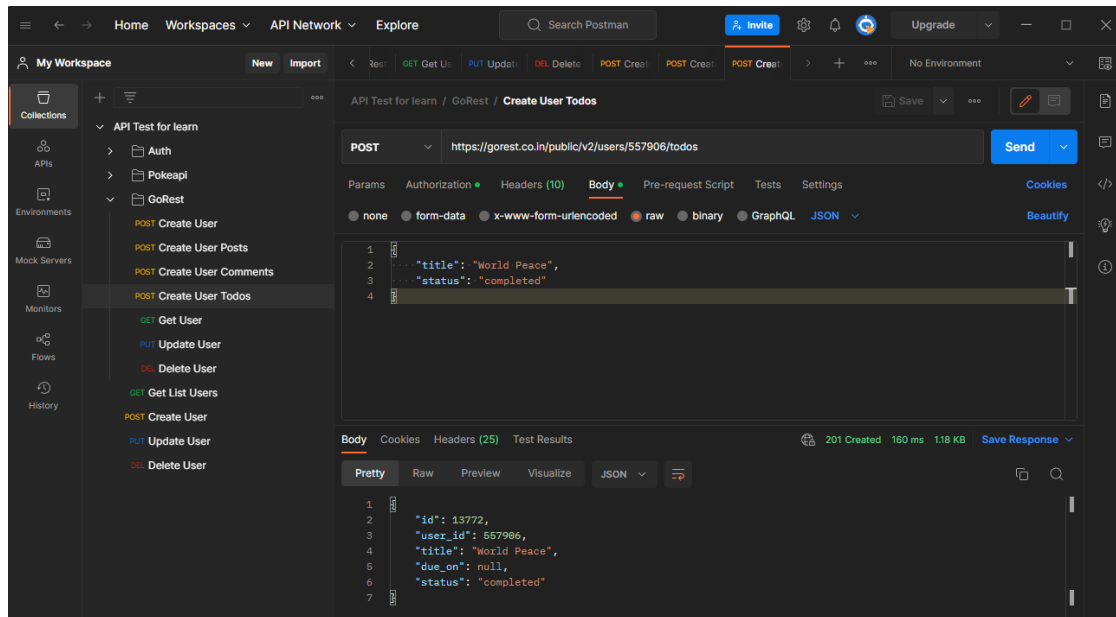 Home Workspaces API Network Explore Search Postman Invite Upgrade
My Workspace New Import GET Get Us PUT Updat DEL Delete POST Creat POST Creat POST Creat No Environment
Collections
APIs
Environments
Mock Servers
Monitors
Flows
History
API Test for learn
Auth
Pokeapi
GoRest
POST Create User
POST Create User Posts
POST Create User Comments
POST Create User Todos
GET Get User
PUT Update User
DEL Delete User
GET Get List Users
POST Create User
PUT Update User
DEL Delete User
API Test for learn / GoRest / Create User Todos Save
POST https://gorest.co.in/public/v2/users/557906/todos Send
Params Authorization Headers (10) Body Pre-request Script Tests Settings Cookies
none form-data x-www-form-urlencoded raw binary GraphQL JSON Beautify
1 {
2 "title": "World Peace",
3 "status": "completed"
4 }
Body Cookies Headers (25) Test Results 201 Created 160 ms 1.18 KB Save Response
Pretty Raw Preview Visualize JSON
1 {
2 "id": 13772,
3 "user_id": 557906,
4 "title": "World Peace",
5 "due_on": null,
6 "status": "completed"
7 }